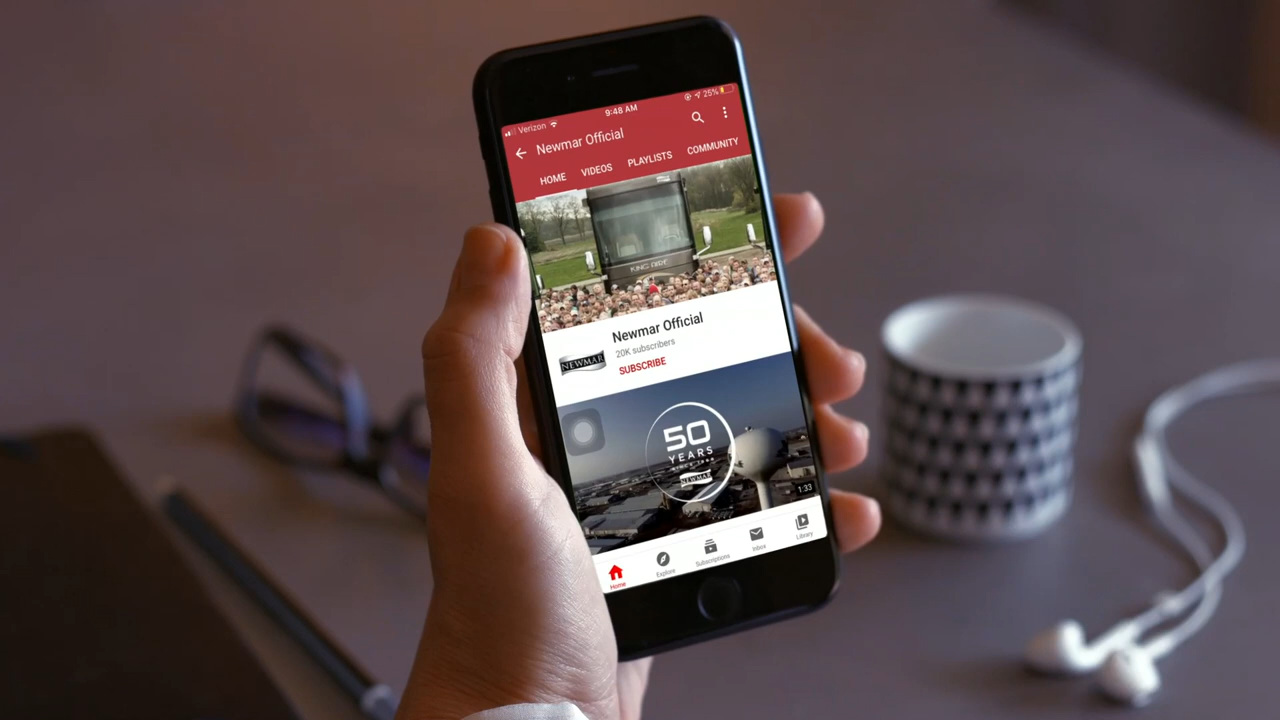 Verizon 9:48 AM 25%
Newmar Official
HOME VIDEOS PLAYLISTS COMMUNITY
KING AIRE
Newmar Official
20K subscribers
SUBSCRIBE
NEWMAR
50
YEARS
NEWMAR
1:33
Home Explore Subscriptions Inbox Library